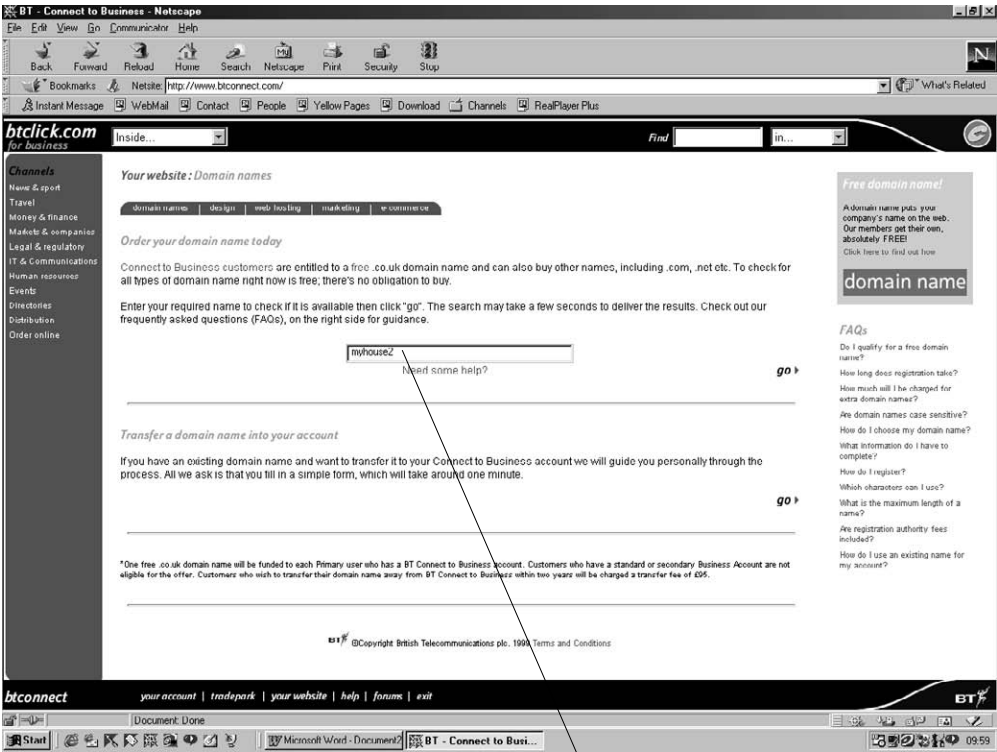 BT - Connect to Business - Netscape
File Edit View Go Communicator Help
Back Forward Reload Home Search Netscape Print Security Stop
Bookmarks Netsite: http://www.btconnect.com/ What's Related
Instant Message WebMail Contact People Yellow Pages Download Channels RealPlayer Plus
btclick.com
for business
Inside... Find in...
Channels
News & sport
Travel
Money & finance
Markets & companies
Legal & regulatory
IT & Communications
Human resources
Events
Directories
Distribution
Order online
Your website : Domain names
domain names | design | web hosting | marketing | e-commerce
Order your domain name today
Connect to Business customers are entitled to a free .co.uk domain name and can also buy other names, including .com, .net etc. To check for
all types of domain name right now is free; there's no obligation to buy.
Enter your required name to check if it is available then click "go". The search may take a few seconds to deliver the results. Check out our
frequently asked questions (FAQs), on the right side for guidance.
myhouse2
Need some help?
go
Transfer a domain name into your account
If you have an existing domain name and want to transfer it to your Connect to Business account we will guide you personally through the
process. All we ask is that you fill in a simple form, which will take around one minute.
go
*One free .co.uk domain name will be funded to each Primary user who has a BT Connect to Business account. Customers who have a standard or secondary Business Account are not
eligible for the offer. Customers who wish to transfer their domain name away from BT Connect to Business within two years will be charged a transfer fee of £95.
BT ©Copyright British Telecommunications plc. 1999 Terms and Conditions
Free domain name!
A domain name puts your
company's name on the web.
Our members get their own,
absolutely FREE!
Click here to find out how
domain name
FAQs
Do I qualify for a free domain
name?
How long does registration take?
How much will I be charged for
extra domain names?
Are domain names case sensitive?
How do I choose my domain name?
What information do I have to
complete?
How do I register?
Which characters can I use?
What is the maximum length of a
name?
Are registration authority fees
included?
How do I use an existing name for
my account?
btconnect your account | tradepark | your website | help | forums | exit BT
Document: Done
Start Microsoft Word - Document2 BT - Connect to Busi... 09:59